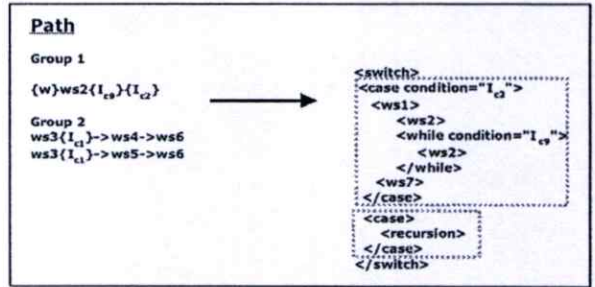 Path
Group 1
{w}ws2{I_c9}{I_c2}
Group 2
ws3{I_c1}->ws4->ws6
ws3{I_c1}->ws5->ws6
<switch>
<case condition="I_c2">
<ws1>
<ws2>
<while condition="I_c9">
<ws2>
</while>
<ws7>
</case>
<case>
<recursion>
</case>
</switch>